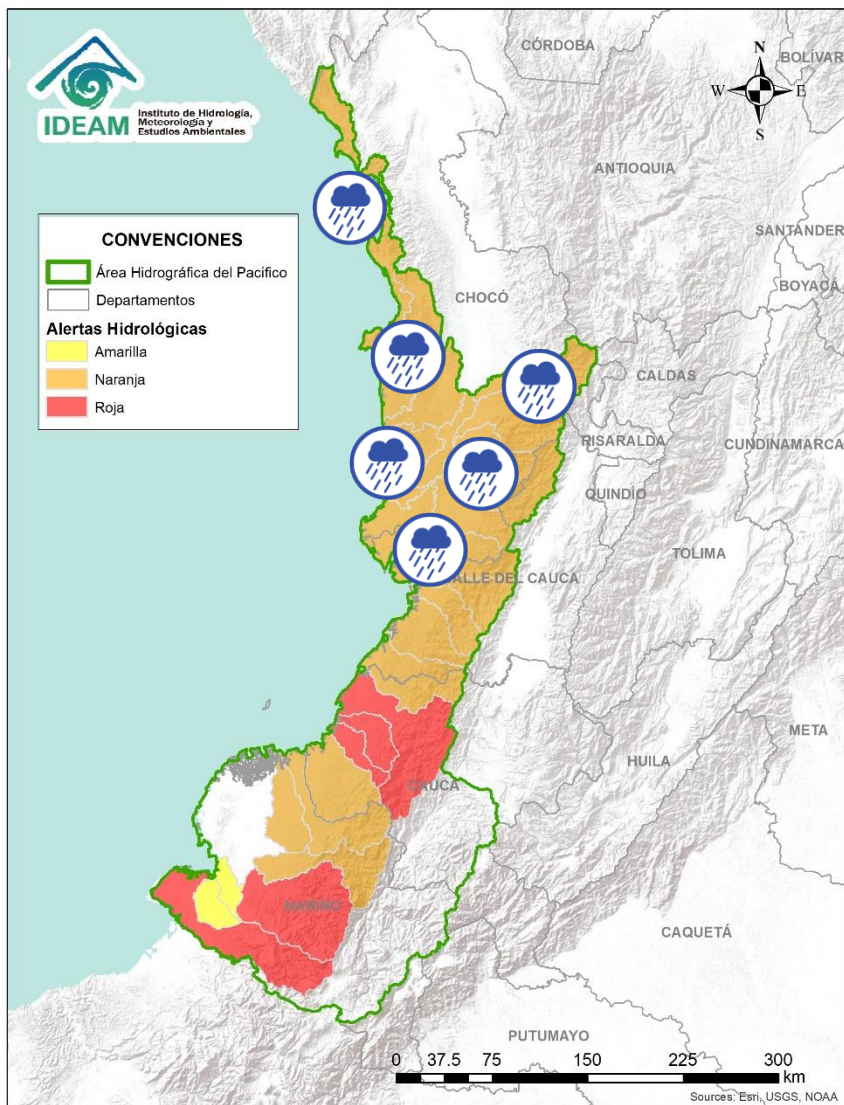 IDEAM
Instituto de Hidrología,
Meteorología y
Estudios Ambientales
CÓRDOBA
BOLÍVAR
N
W
E
S
ANTIOQUIA
SANTANDER
BOYACÁ
CONVENCIONES
Área Hidrográfica del Pacifico
Departamentos
Alertas Hidrológicas
Amarilla
Naranja
Roja
CHOCÓ
CALDAS
RISARALDA
CUNDINAMARCA
QUINDÍO
TOLIMA
ALLE DEL CAUCA
META
HUILA
CAUCA
NARIÑO
CAQUETÁ
PUTUMAYO
0 37.5 75 150 225 300
km
Sources: Esri, USGS, NOAA